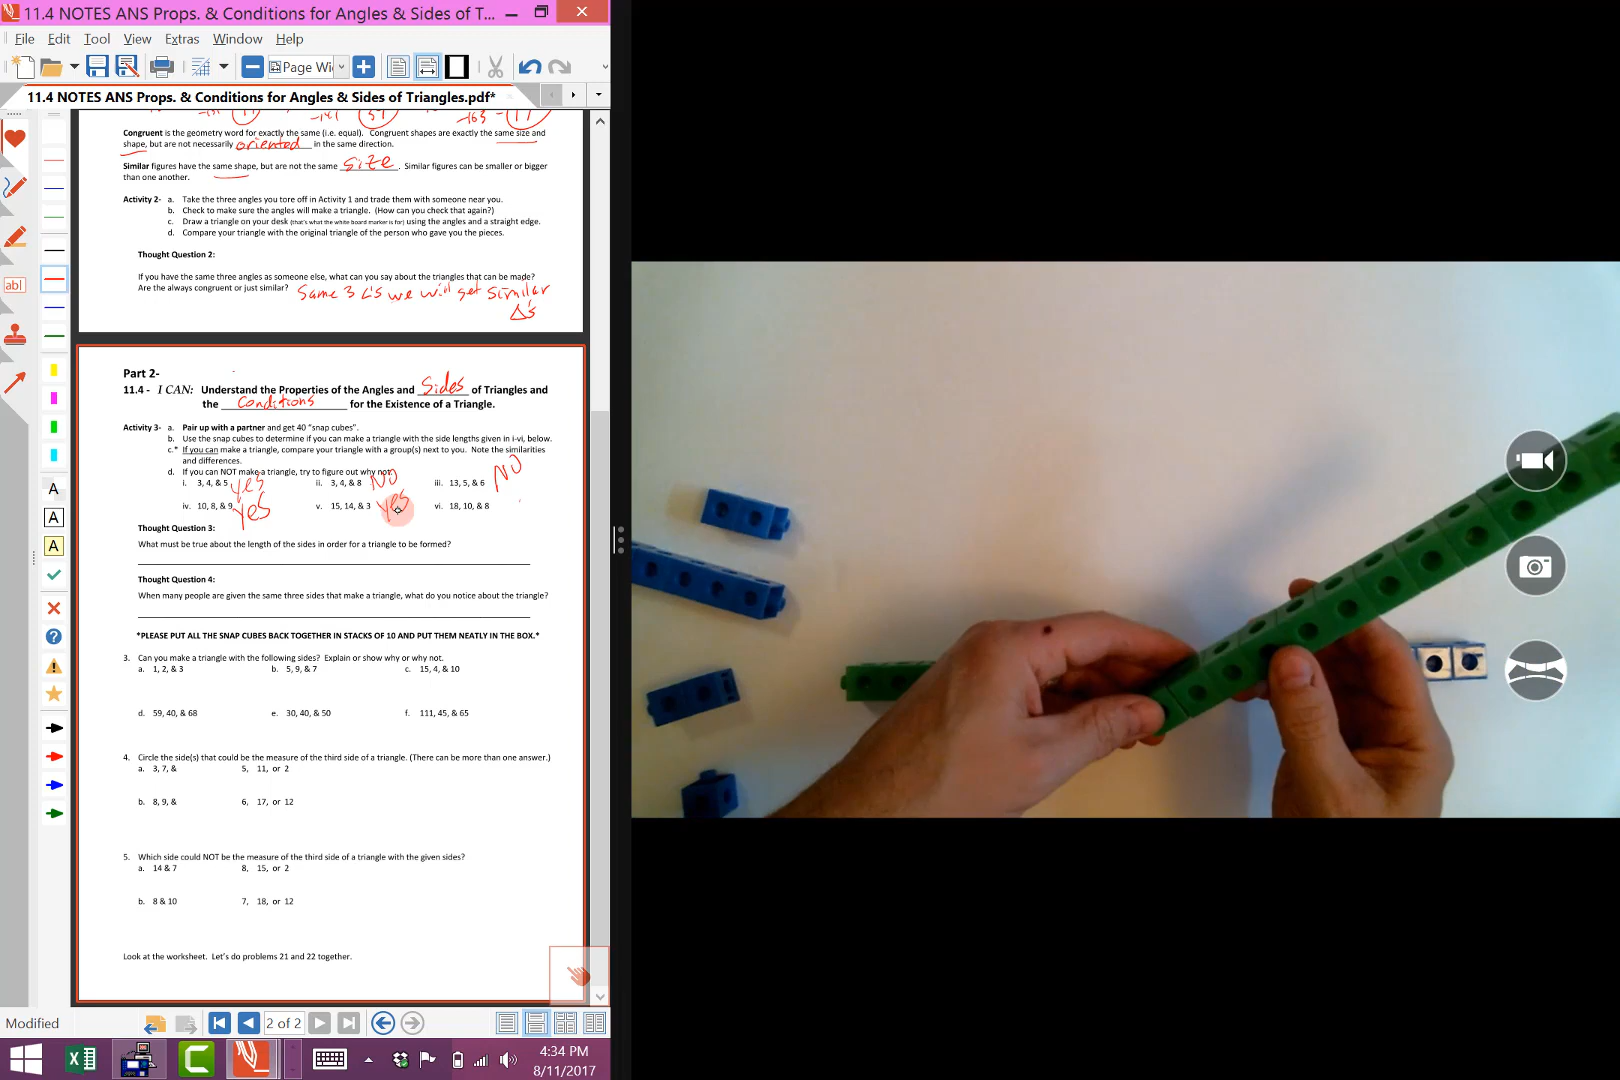 11.4 NOTES ANS Props. & Conditions for Angles & Sides of T...
File Edit Tool View Extras Window Help
Page Wi
11.4 NOTES ANS Props. & Conditions for Angles & Sides of Triangles.pdf*
Congruent is the geometry word for exactly the same (i.e. equal). Congruent shapes are exactly the same size and
shape, but are not necessarily oriented in the same direction.
Similar figures have the same shape, but are not the same size. Similar figures can be smaller or bigger
than one another.
Activity 2- a. Take the three angles you tore off in Activity 1 and trade them with someone near you.
b. Check to make sure the angles will make a triangle. (How can you check that again?)
c. Draw a triangle on your desk (that's what the white board marker is for) using the angles and a straight edge.
d. Compare your triangle with the original triangle of the person who gave you the pieces.
Thought Question 2:
If you have the same three angles as someone else, what can you say about the triangles that can be made?
Are the always congruent or just similar? Same 3 ∠'s we will get similar
Δ's
Part 2-
11.4 - I CAN: Understand the Properties of the Angles and Sides of Triangles and
the Conditions for the Existence of a Triangle.
Activity 3- a. Pair up with a partner and get 40 "snap cubes".
b. Use the snap cubes to determine if you can make a triangle with the side lengths given in i-vi, below.
c.* If you can make a triangle, compare your triangle with a group(s) next to you. Note the similarities
and differences.
d. If you can NOT make a triangle, try to figure out why not.
i. 3, 4, & 5 yes ii. 3, 4, & 8 NO iii. 13, 5, & 6 NO
iv. 10, 8, & 9 yes v. 15, 14, & 3 yes vi. 18, 10, & 8
Thought Question 3:
What must be true about the length of the sides in order for a triangle to be formed?
Thought Question 4:
When many people are given the same three sides that make a triangle, what do you notice about the triangle?
*PLEASE PUT ALL THE SNAP CUBES BACK TOGETHER IN STACKS OF 10 AND PUT THEM NEATLY IN THE BOX.*
3. Can you make a triangle with the following sides? Explain or show why or why not.
a. 1, 2, & 3 b. 5, 9, & 7 c. 15, 4, & 10
d. 59, 40, & 68 e. 30, 40, & 50 f. 111, 45, & 65
4. Circle the side(s) that could be the measure of the third side of a triangle. (There can be more than one answer.)
a. 3, 7, & 5, 11, or 2
b. 8, 9, & 6, 17, or 12
5. Which side could NOT be the measure of the third side of a triangle with the given sides?
a. 14 & 7 8, 15, or 2
b. 8 & 10 7, 18, or 12
Look at the worksheet. Let's do problems 21 and 22 together.
abl
A
A
A
Modified 2 of 2
4:34 PM
8/11/2017